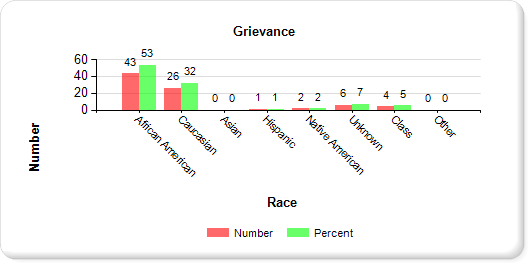 Grievance
Number
60
40
20
0
43 53
26 32
0 0
1 1
2 2
6 7
4 5
0 0
African American
Caucasian
Asian
Hispanic
Native American
Unknown
Class
Other
Race
Number Percent